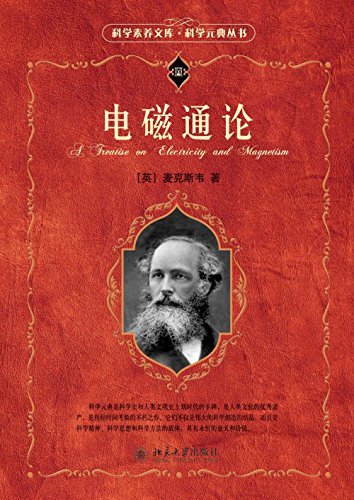 科学素养文库·科学元典丛书
电磁通论
A Treatise on Electricity and Magnetism
[英] 麦克斯韦 著
科学元典是科学史和人类文明史上划时代的丰碑，是人类文化的优秀遗
产，是历经时间考验的不朽之作。它们不仅是伟大的科学创造的结晶，而且是
科学精神、科学思想和科学方法的载体，具有永恒的意义和价值。
北京大学出版社